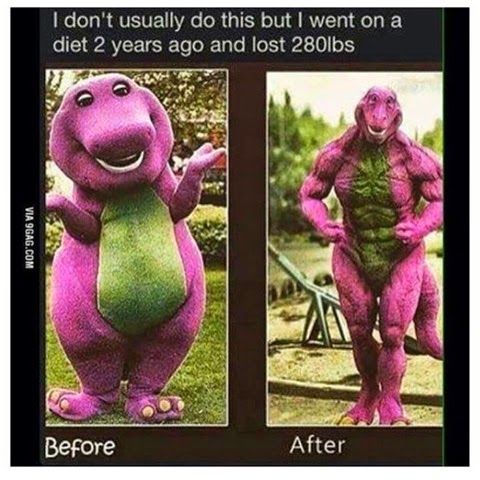 I don't usually do this but I went on a
diet 2 years ago and lost 280lbs
VIA 9GAG.COM
Before
After